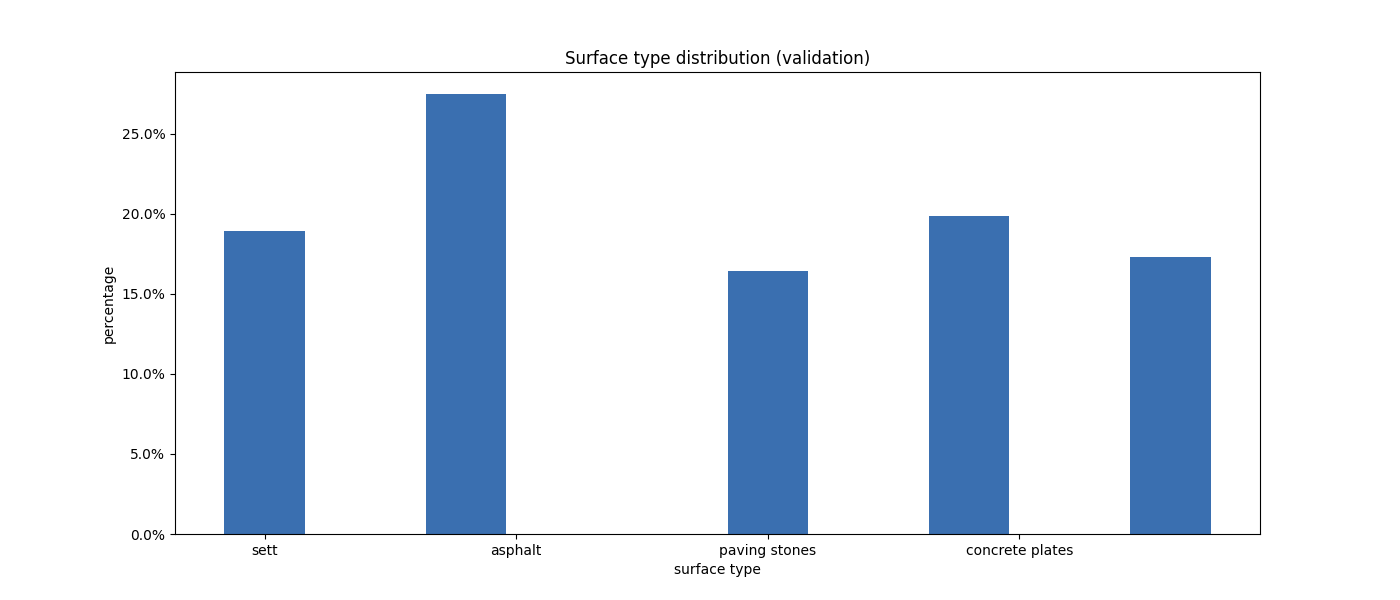 Surface type distribution (validation)
percentage
25.0%
20.0%
15.0%
10.0%
5.0%
0.0%
sett
asphalt
paving stones
concrete plates
surface type